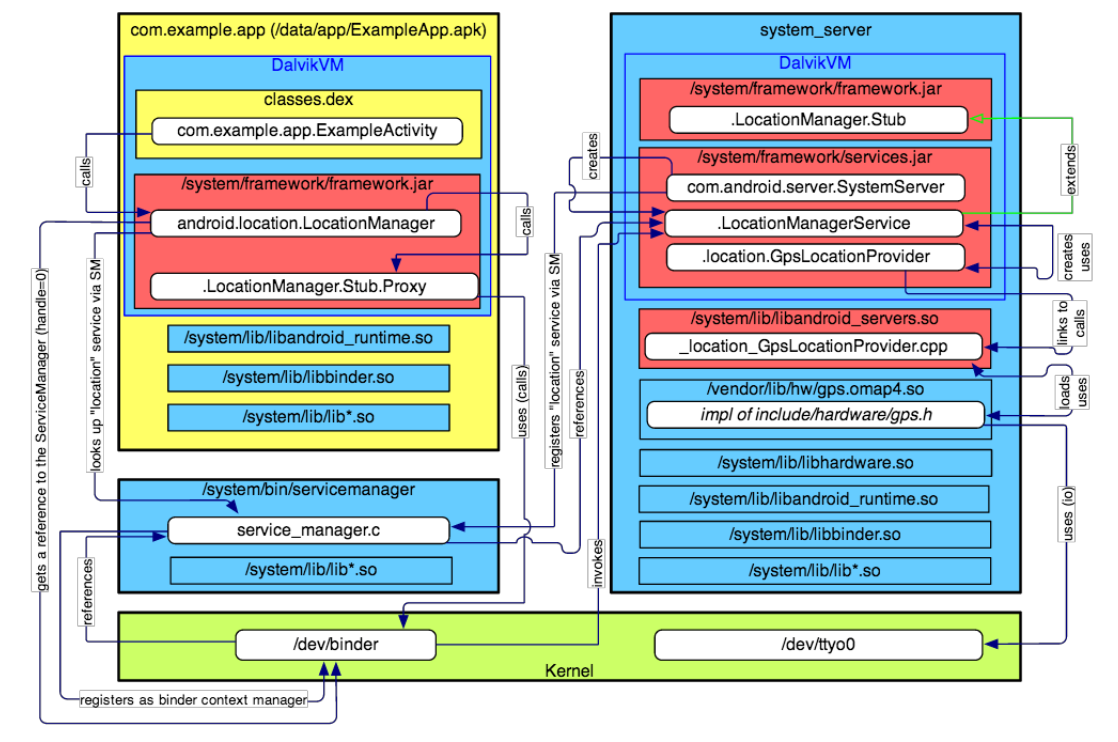 com.example.app (/data/app/ExampleApp.apk)
DalvikVM
classes.dex
com.example.app.ExampleActivity
calls
/system/framework/framework.jar
android.location.LocationManager
calls
.LocationManager.Stub.Proxy
/system/lib/libandroid_runtime.so
/system/lib/libbinder.so
/system/lib/lib*.so
gets a reference to the ServiceManager (handle=0)
looks up "location" service via SM
uses (calls)
registers "location" service via SM
references
creates
invokes
system_server
DalvikVM
/system/framework/framework.jar
.LocationManager.Stub
/system/framework/services.jar
com.android.server.SystemServer
.LocationManagerService
.location.GpsLocationProvider
extends
creates
uses
links to
calls
/system/lib/libandroid_servers.so
_location_GpsLocationProvider.cpp
loads
uses
/vendor/lib/hw/gps.omap4.so
impl of include/hardware/gps.h
/system/lib/libhardware.so
/system/lib/libandroid_runtime.so
/system/lib/libbinder.so
/system/lib/lib*.so
uses (io)
/system/bin/servicemanager
service_manager.c
/system/lib/lib*.so
references
/dev/binder
/dev/ttyo0
Kernel
registers as binder context manager